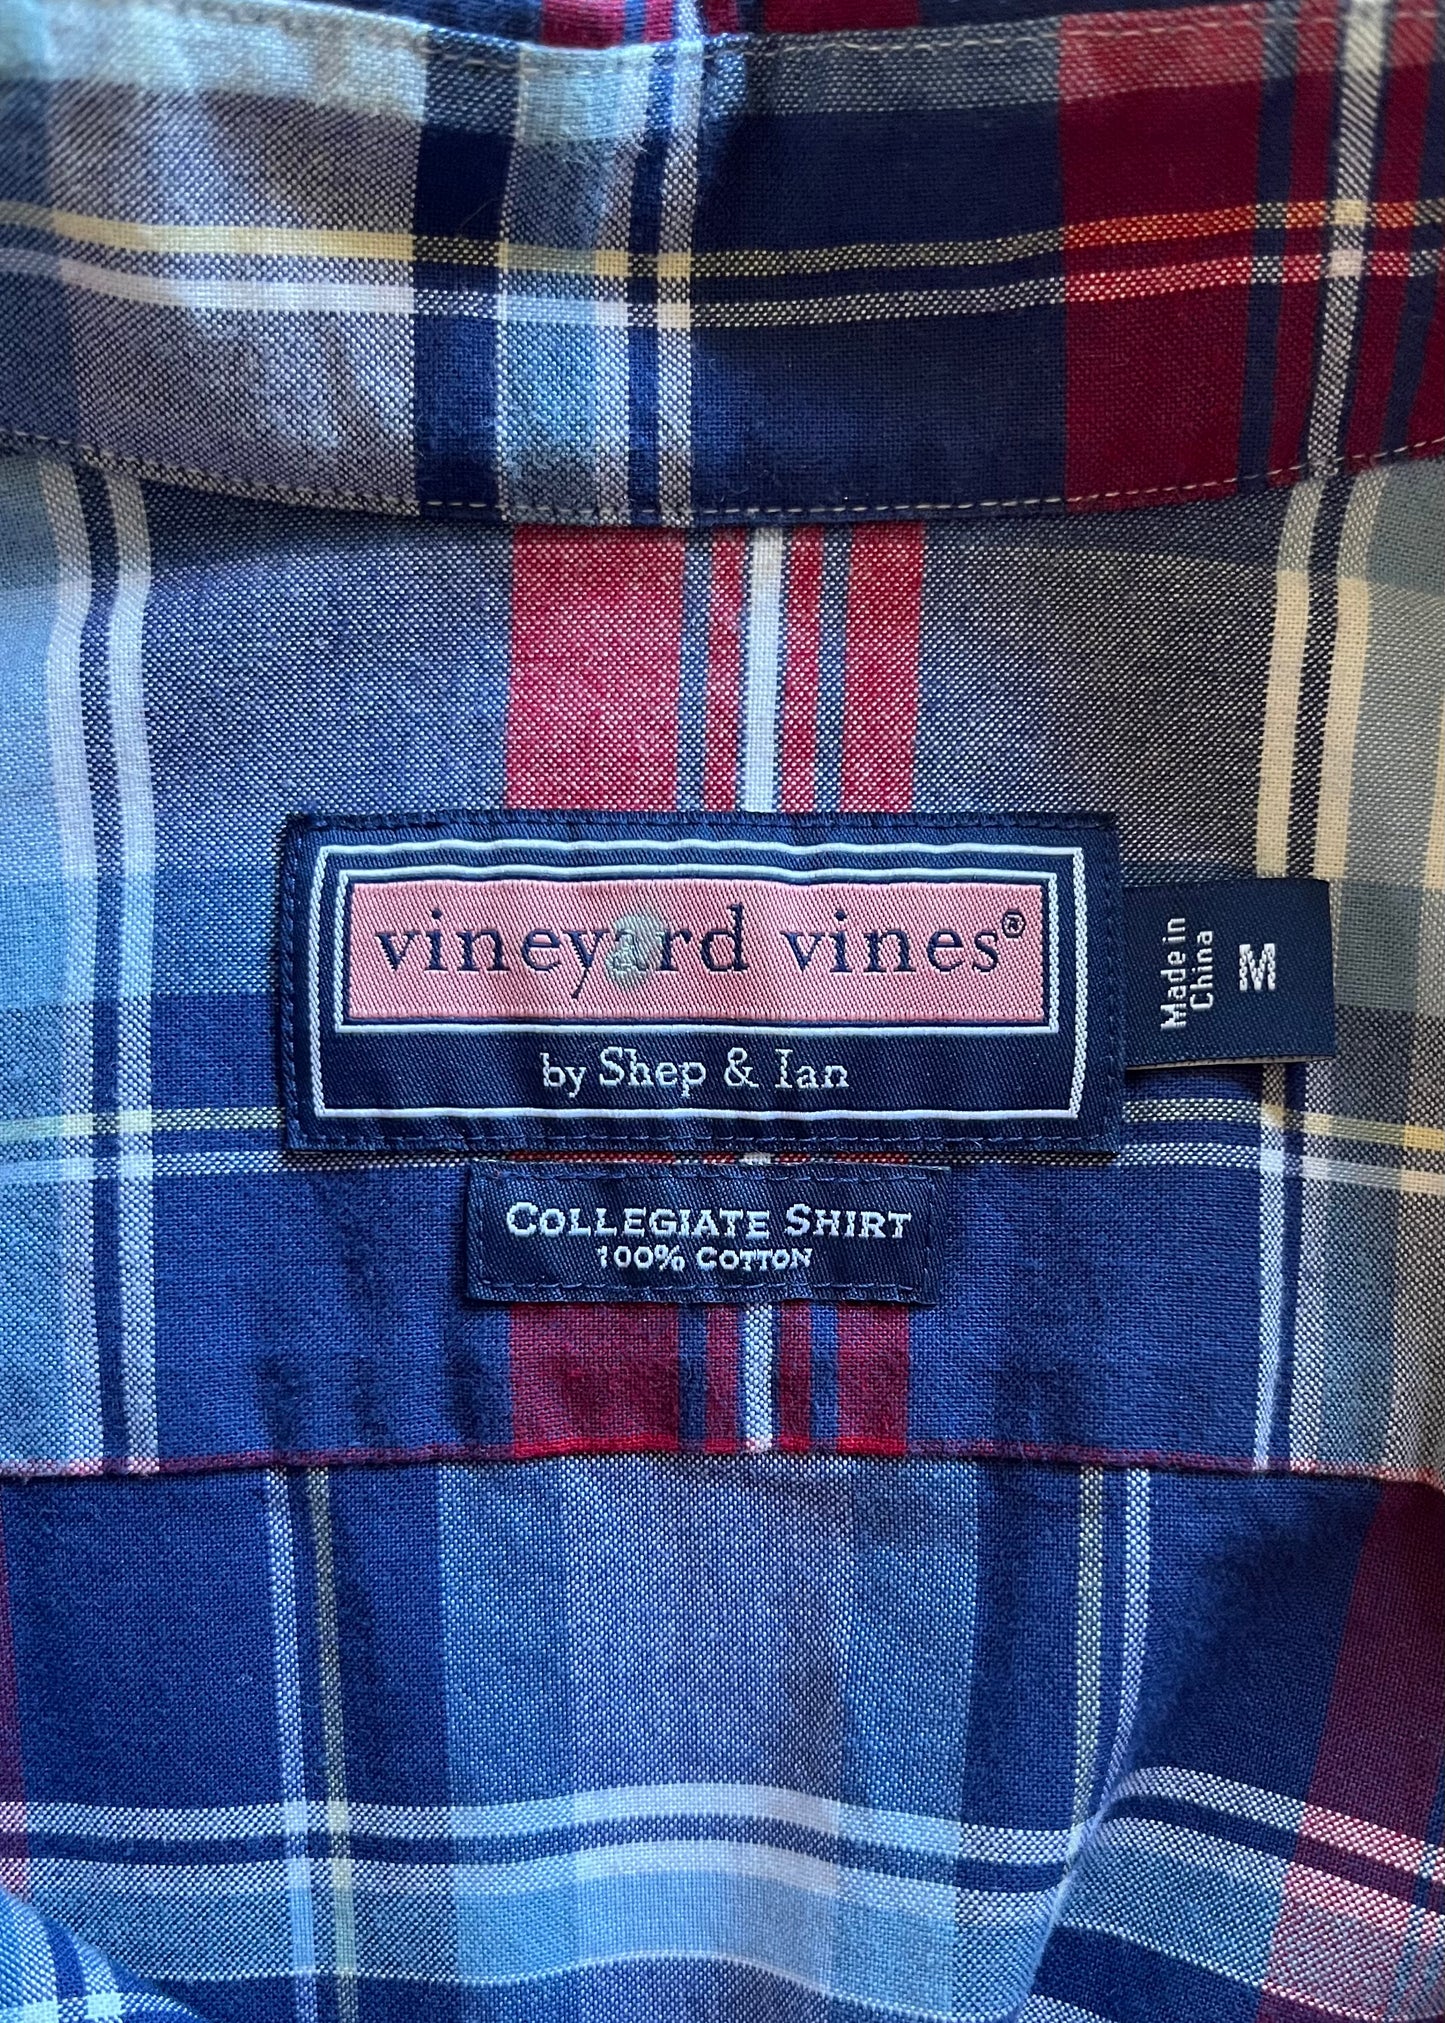 vineyard vines®
by Shep & Ian
Made in
China
M
COLLEGIATE SHIRT
100% COTTON